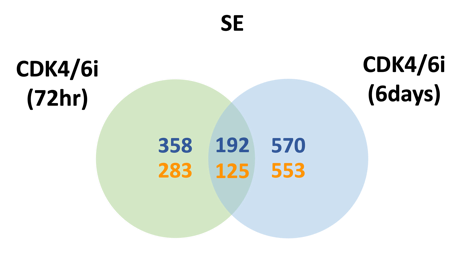 SE
CDK4/6i
(72hr)
CDK4/6i
(6days)
358 192 570
283 125 553